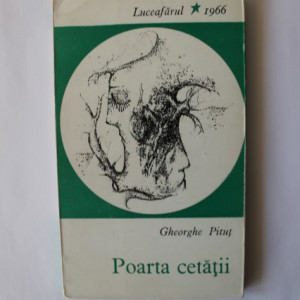 Luceafărul ★ 1966
Gheorghe Pituț
Poarta cetății